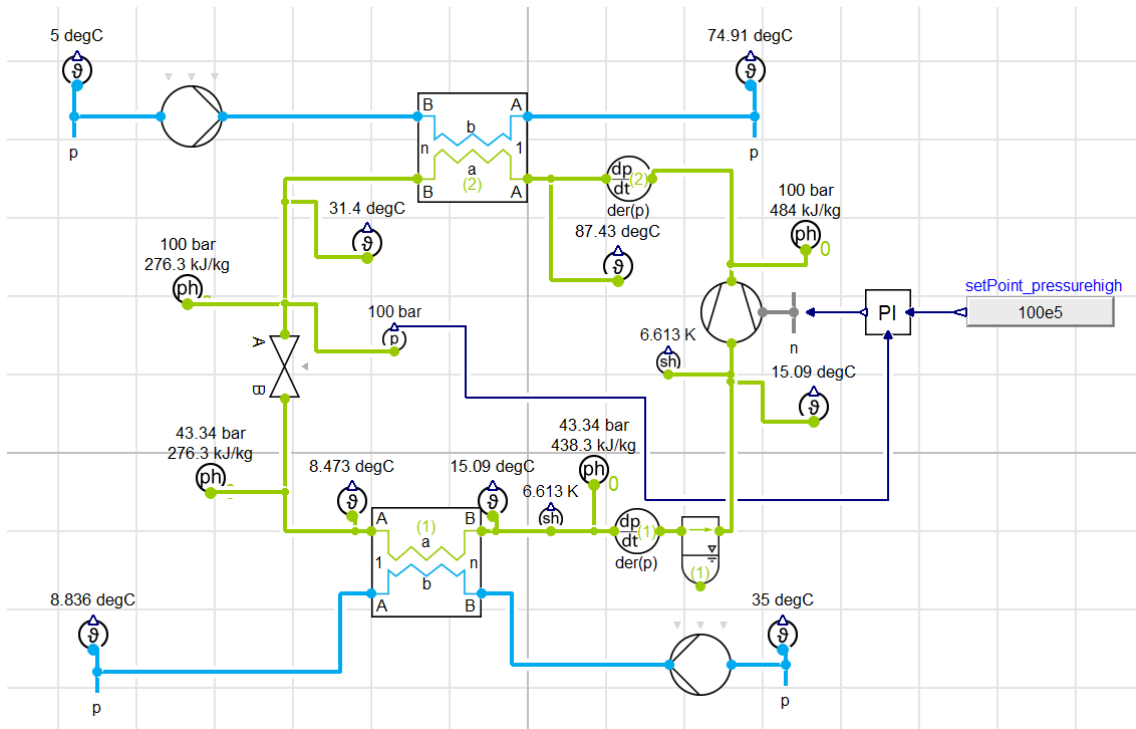 5 degC
74.91 degC
ϑ
ϑ
B
A
b
n
1
a
(2)
B
A
p
p
dp
dt
(2)
der(p)
31.4 degC
ϑ
87.43 degC
ϑ
100 bar
484 kJ/kg
ph
0
100 bar
276.3 kJ/kg
ph
100 bar
p
setPoint_pressurehigh
100e5
PI
n
6.613 K
sh
15.09 degC
ϑ
A
B
43.34 bar
276.3 kJ/kg
ph
8.473 degC
ϑ
15.09 degC
ϑ
6.613 K
sh
43.34 bar
438.3 kJ/kg
ph
0
A
(1)
B
a
1
n
b
A
B
dp
dt
(1)
der(p)
(1)
8.836 degC
ϑ
p
35 degC
ϑ
p